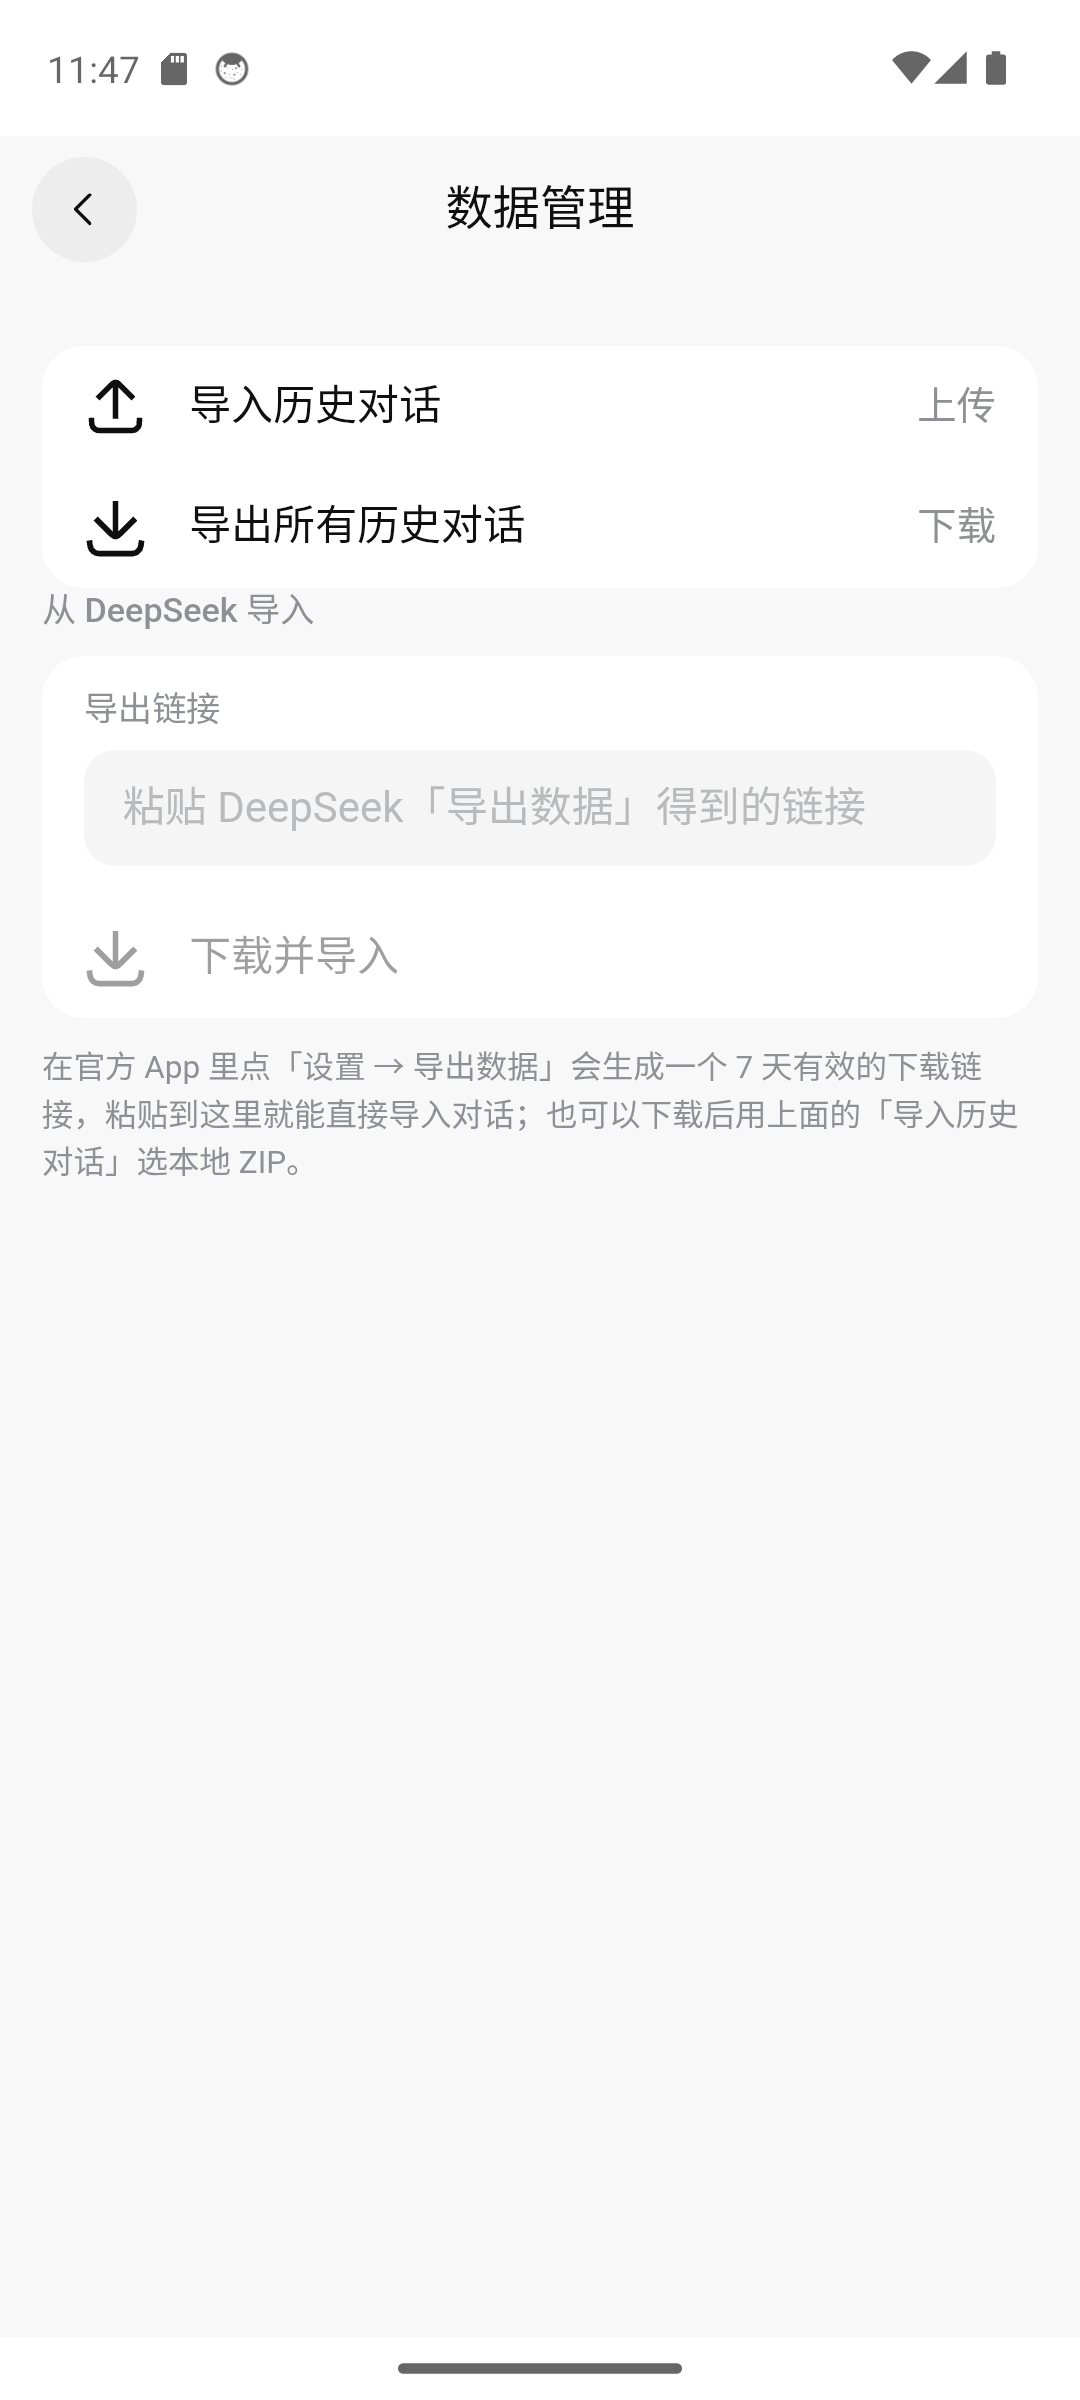 11:47
数据管理
导入历史对话 上传
导出所有历史对话 下载
从 DeepSeek 导入
导出链接
粘贴 DeepSeek「导出数据」得到的链接
下载并导入
在官方 App 里点「设置 → 导出数据」会生成一个 7 天有效的下载链
接，粘贴到这里就能直接导入对话；也可以下载后用上面的「导入历史
对话」选本地 ZIP。